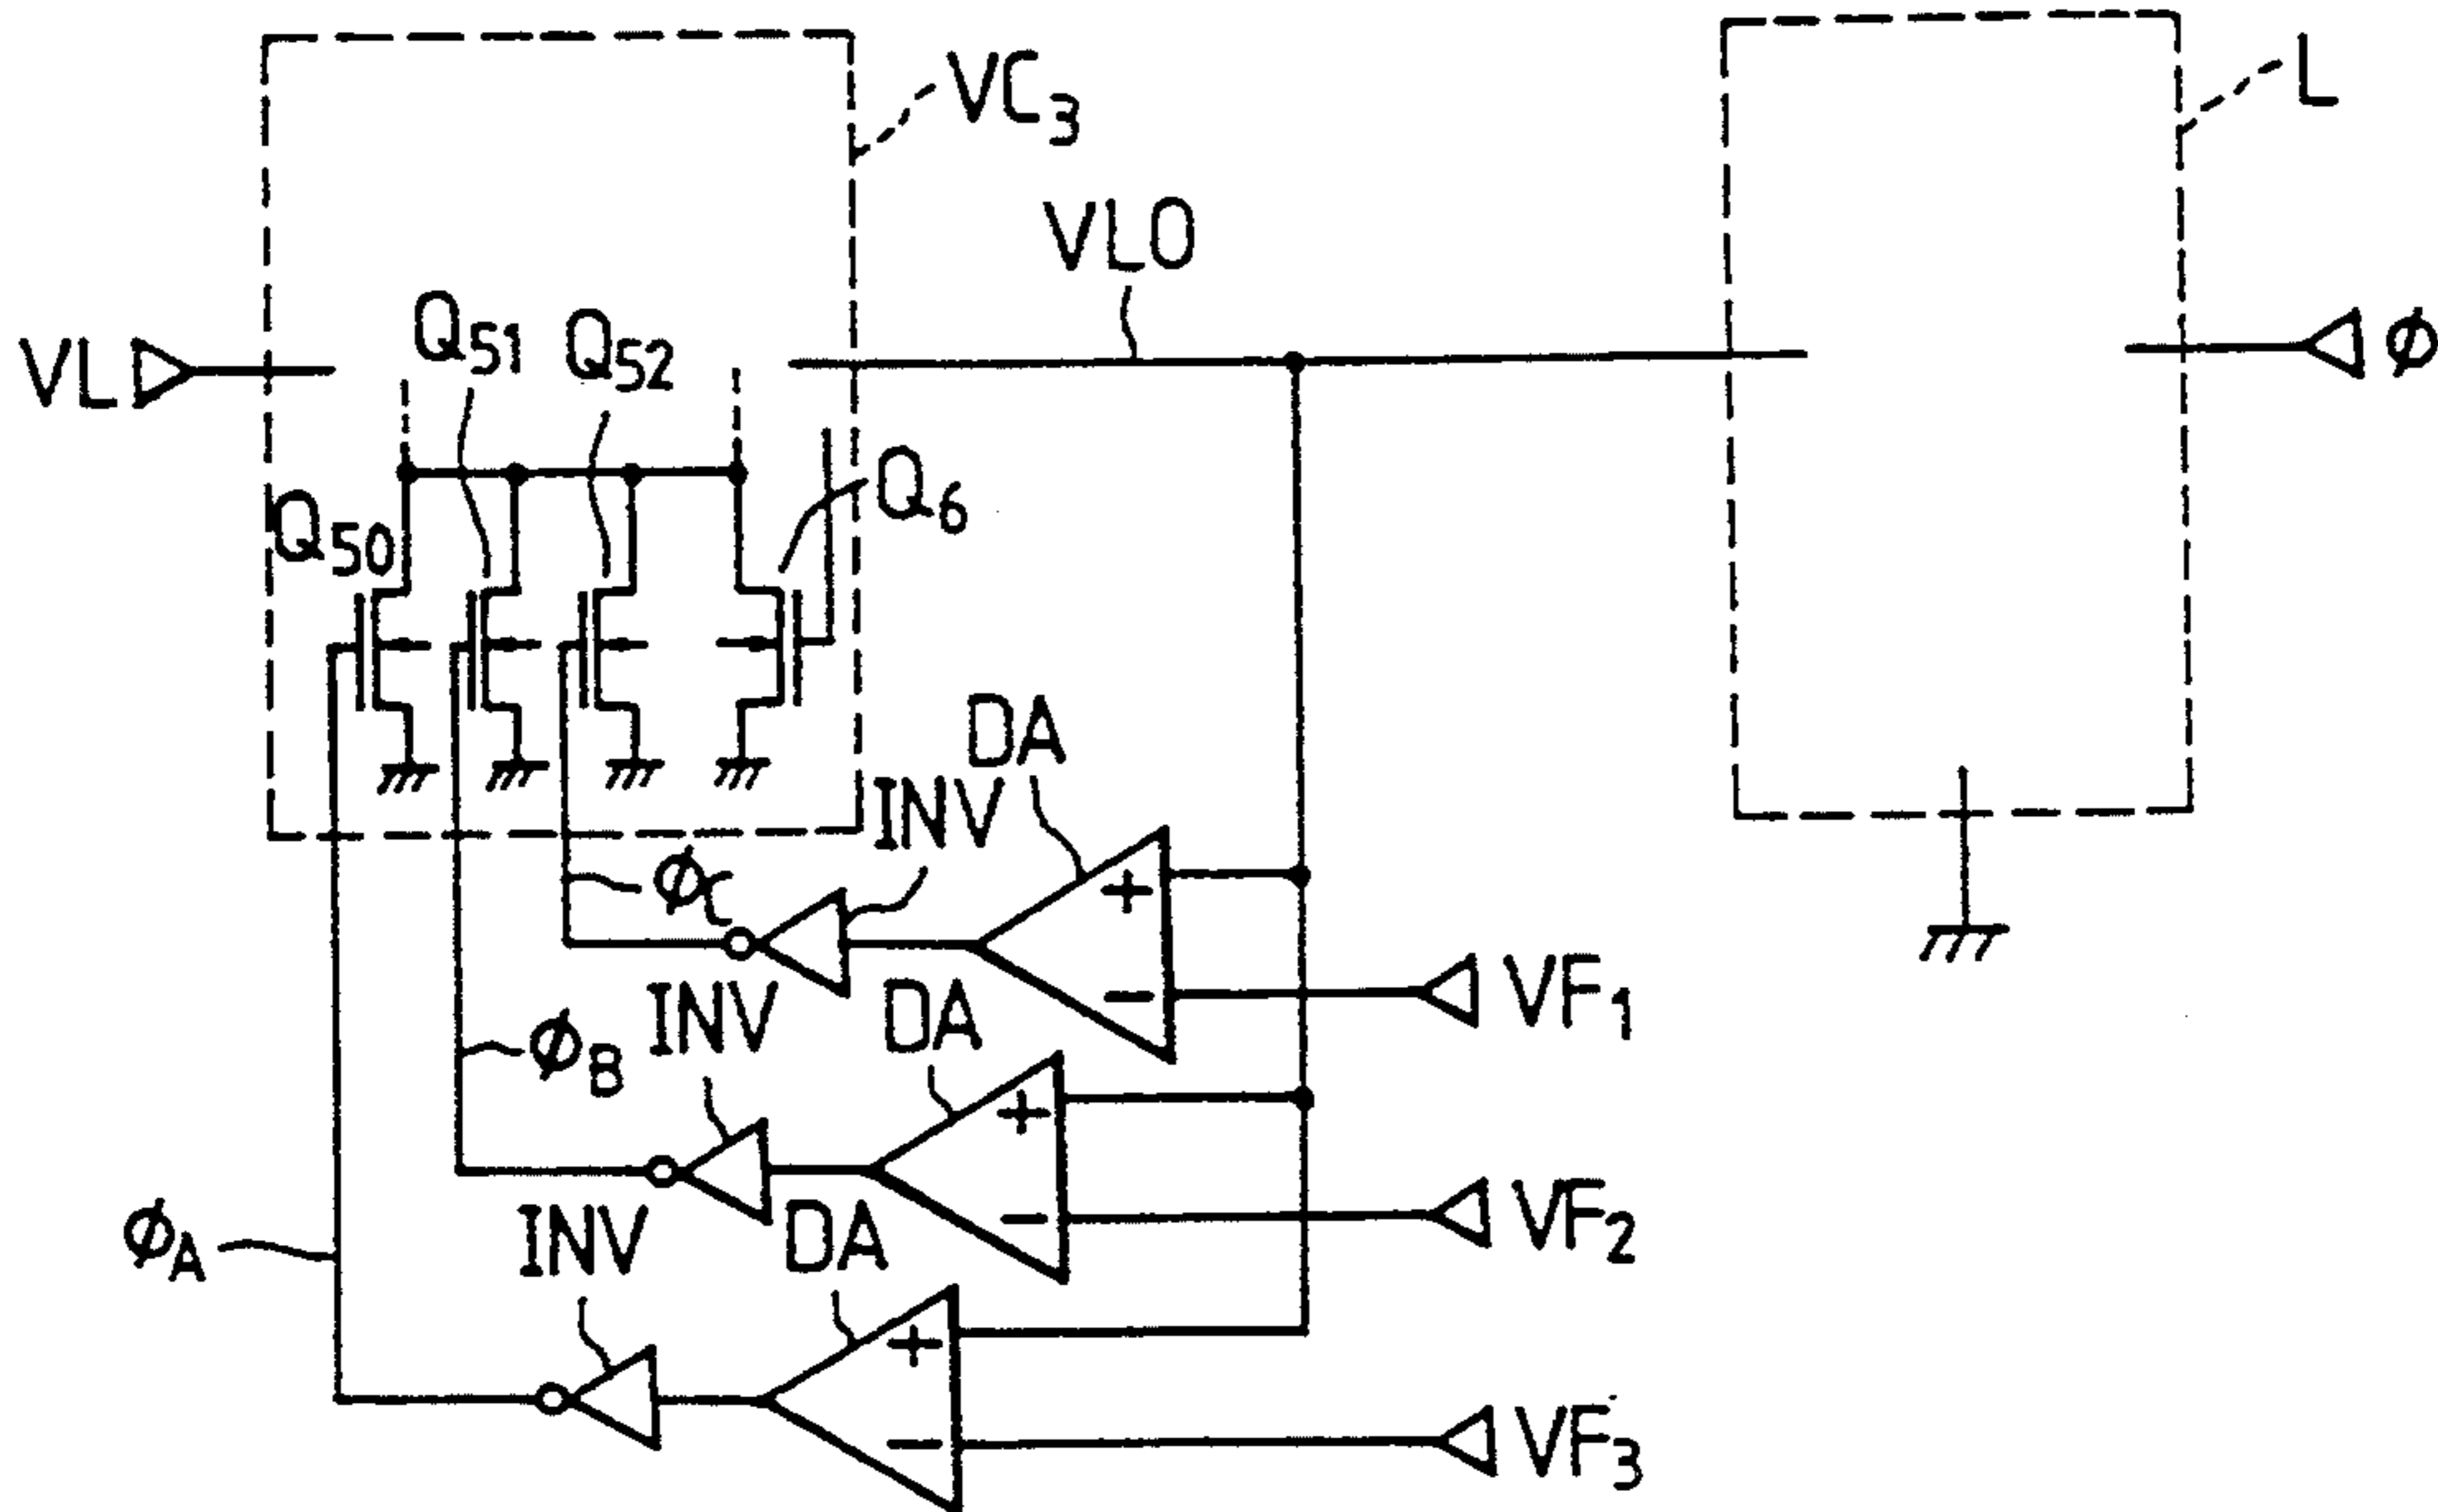 VC₃
L
VLO
VL
Q₅₁
Q₅₂
ϕ
Q₅₀
Q₆
DA
INV
ϕC
+
−
VF₁
INV
DA
ϕB
+
−
VF₂
ϕA
INV
DA
+
−
VF₃